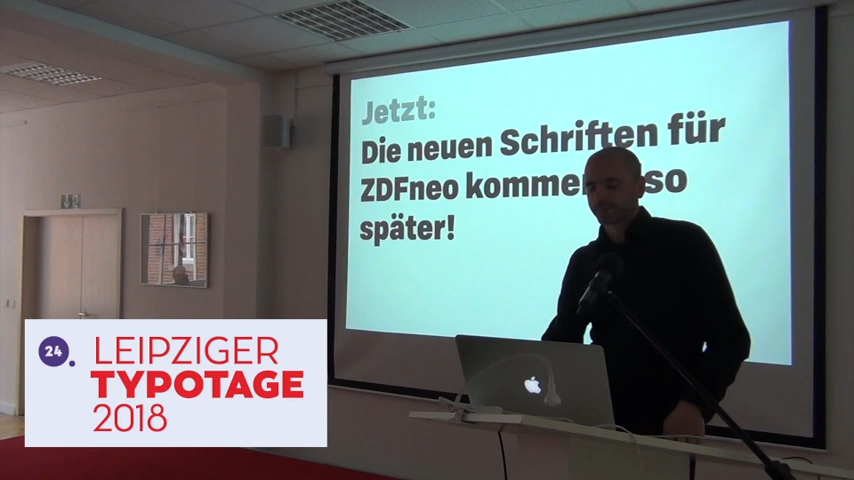 Jetzt:
Die neuen Schriften für
ZDFneo kommen so
später!
24.
LEIPZIGER
TYPOTAGE
2018